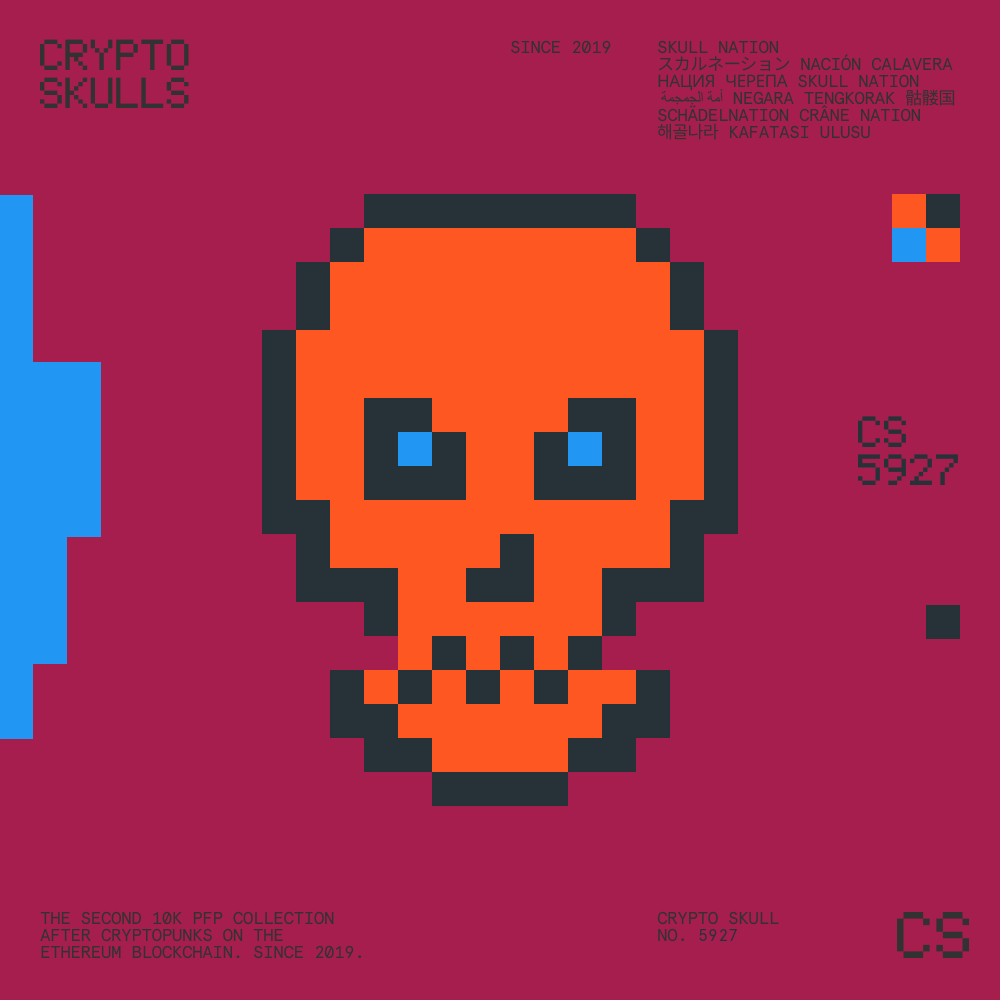 CRYPTO
SKULLS
SINCE 2019
SKULL NATION
スカルネーション NACIÓN CALAVERA
НАЦИЯ ЧЕРЕПА SKULL NATION
أمة الجمجمة NEGARA TENGKORAK 骷髅国
SCHÄDELNATION CRÂNE NATION
해골나라 KAFATASI ULUSU
CS
5927
THE SECOND 10K PFP COLLECTION
AFTER CRYPTOPUNKS ON THE
ETHEREUM BLOCKCHAIN. SINCE 2019.
CRYPTO SKULL
NO. 5927
CS